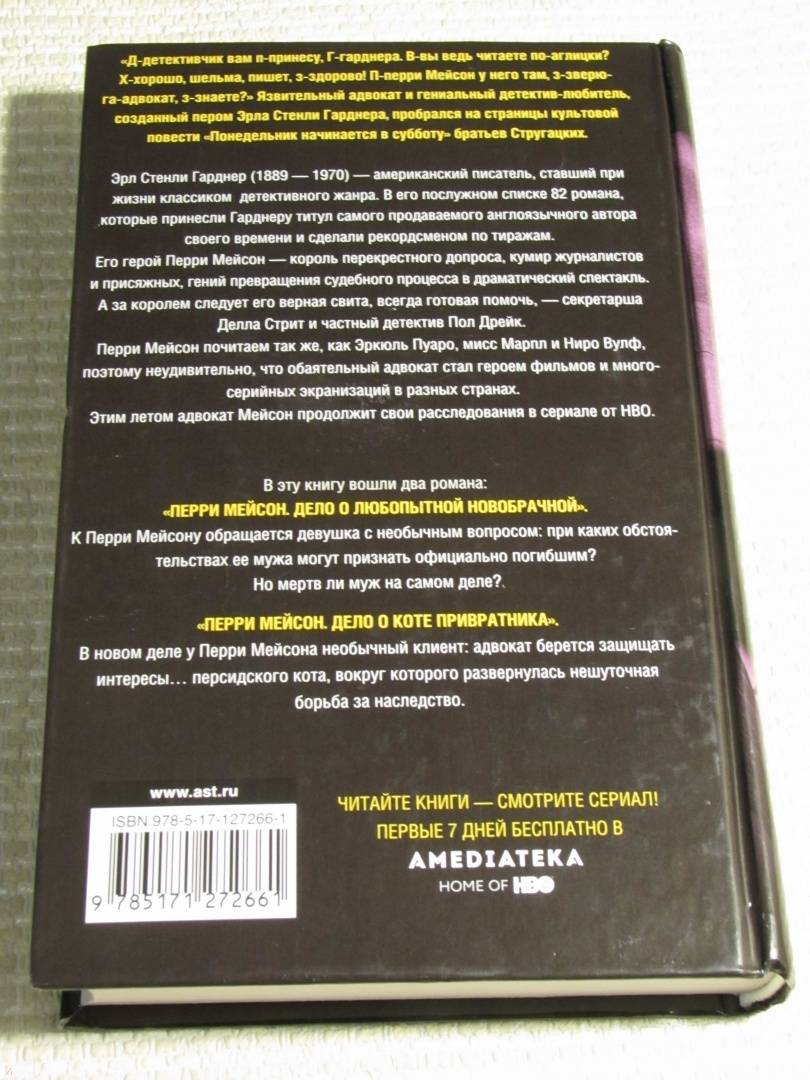 «Д-детективчик вам п-принесу, Г-гарднера. В-вы ведь читаете по-аглицки?
Х-хорошо, шельма, пишет, з-здорово! П-перри Мейсон у него там, з-зверю-
га-адвокат, з-знаете?» Язвительный адвокат и гениальный детектив-любитель,
созданный пером Эрла Стенли Гарднера, пробрался на страницы культовой
повести «Понедельник начинается в субботу» братьев Стругацких.
Эрл Стенли Гарднер (1889 — 1970) — американский писатель, ставший при
жизни классиком детективного жанра. В его послужном списке 82 романа,
которые принесли Гарднеру титул самого продаваемого англоязычного автора
своего времени и сделали рекордсменом по тиражам.
Его герой Перри Мейсон — король перекрестного допроса, кумир журналистов
и присяжных, гений превращения судебного процесса в драматический спектакль.
А за королем следует его верная свита, всегда готовая помочь, — секретарша
Делла Стрит и частный детектив Пол Дрейк.
Перри Мейсон почитаем так же, как Эркюль Пуаро, мисс Марпл и Ниро Вулф,
поэтому неудивительно, что обаятельный адвокат стал героем фильмов и много-
серийных экранизаций в разных странах.
Этим летом адвокат Мейсон продолжит свои расследования в сериале от HBO.
В эту книгу вошли два романа:
«ПЕРРИ МЕЙСОН. ДЕЛО О ЛЮБОПЫТНОЙ НОВОБРАЧНОЙ».
К Перри Мейсону обращается девушка с необычным вопросом: при каких обстоя-
тельствах ее мужа могут признать официально погибшим?
Но мертв ли муж на самом деле?
«ПЕРРИ МЕЙСОН. ДЕЛО О КОТЕ ПРИВРАТНИКА».
В новом деле у Перри Мейсона необычный клиент: адвокат берется защищать
интересы... персидского кота, вокруг которого развернулась нешуточная
борьба за наследство.
www.ast.ru
ISBN 978-5-17-127266-1
9 785171 272661
ЧИТАЙТЕ КНИГИ — СМОТРИТЕ СЕРИАЛ!
ПЕРВЫЕ 7 ДНЕЙ БЕСПЛАТНО В
AMEDIATEKA
HOME OF HBO